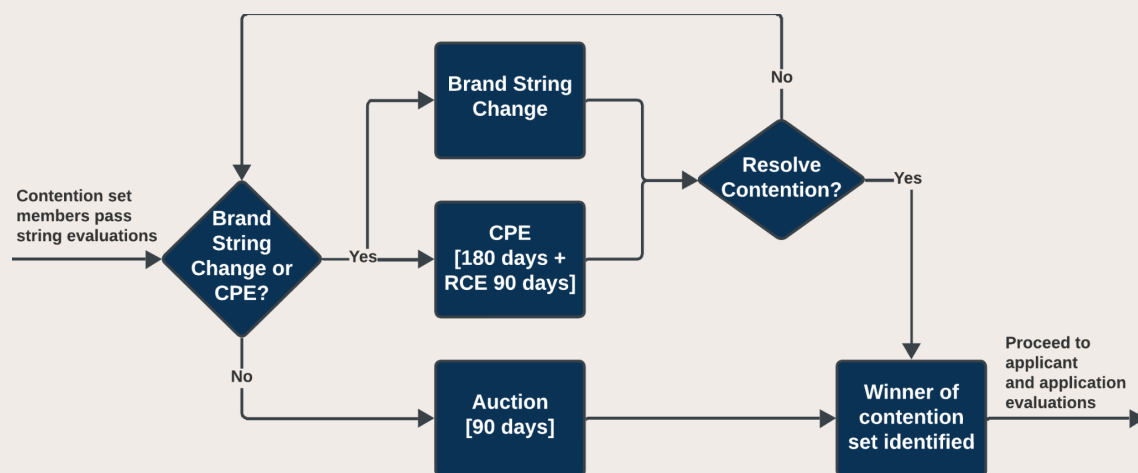 No
Brand String
Change
Resolve
Contention?
Yes
Contention set
members pass
string evaluations
Brand
String
Change or
CPE?
Yes
CPE
[180 days +
RCE 90 days]
No
Auction
[90 days]
Winner of
contention
set identified
Proceed to
applicant
and application
evaluations